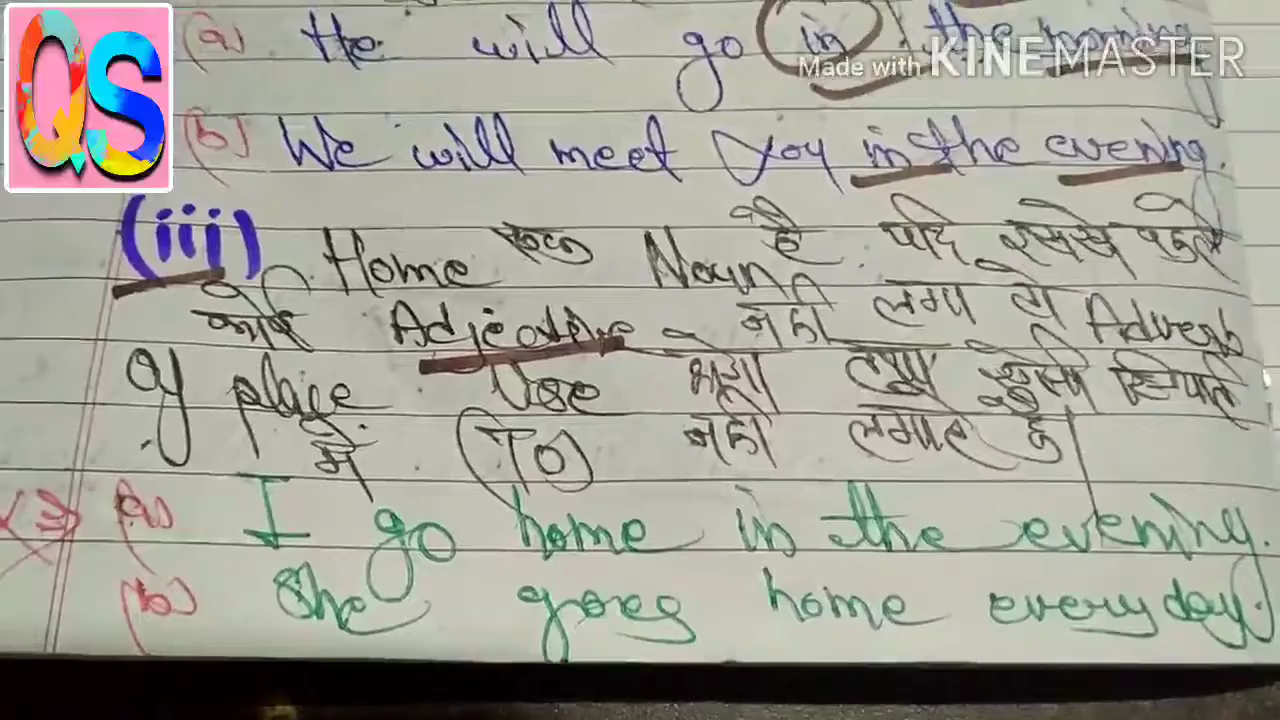 QS
(a) He will go in the morning
Made with KINEMASTER
(b) We will meet you in the evening.
(iii) Home एक Noun है यदि इससे पहले
कोई Adjective नही लगा हो Adverb
Of place Use होगा तथा ऐसी स्थिति
में (To) नही लगाते है।
(a) I go home in the evening.
(b) She goes home everyday.